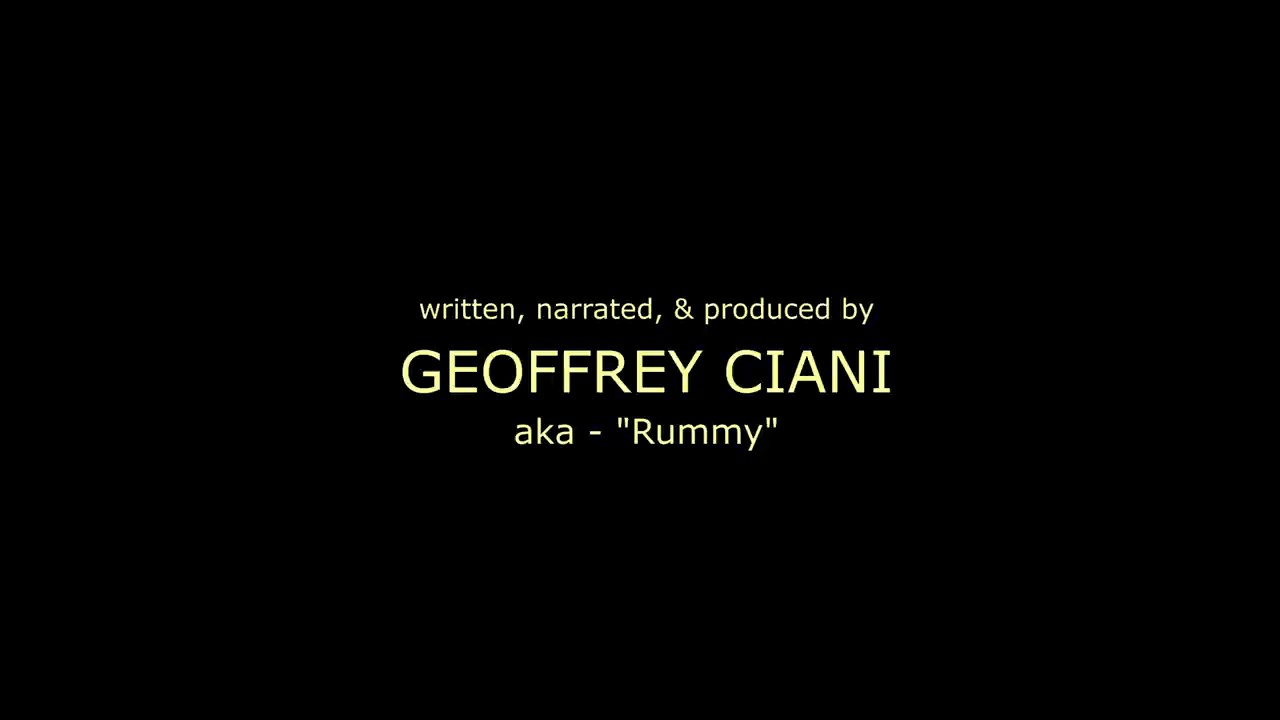 written, narrated, & produced by
GEOFFREY CIANI
aka - "Rummy"